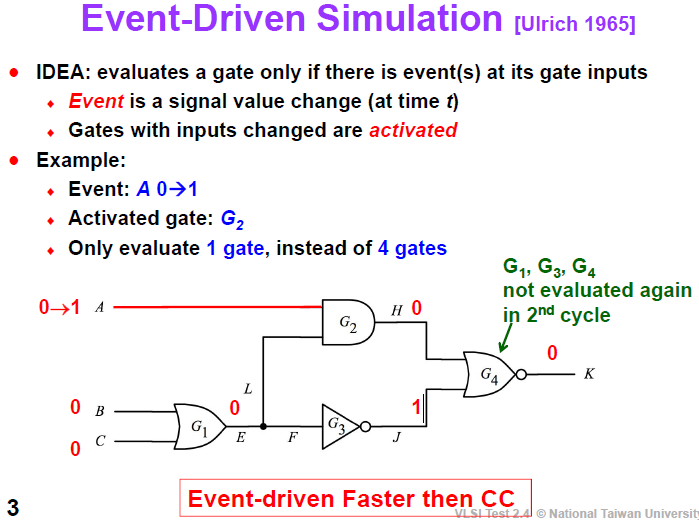 Event-Driven Simulation [Ulrich 1965]
IDEA: evaluates a gate only if there is event(s) at its gate inputs
Event is a signal value change (at time t)
Gates with inputs changed are activated
Example:
Event: A 0→1
Activated gate: G2
Only evaluate 1 gate, instead of 4 gates
G1, G3, G4
not evaluated again
in 2nd cycle
0→1 A
G2
H 0
0
G4
K
L
0 B
G1
0
E
F
G3
1
J
0 C
Event-driven Faster then CC
3
VLSI Test 2.4 © National Taiwan University